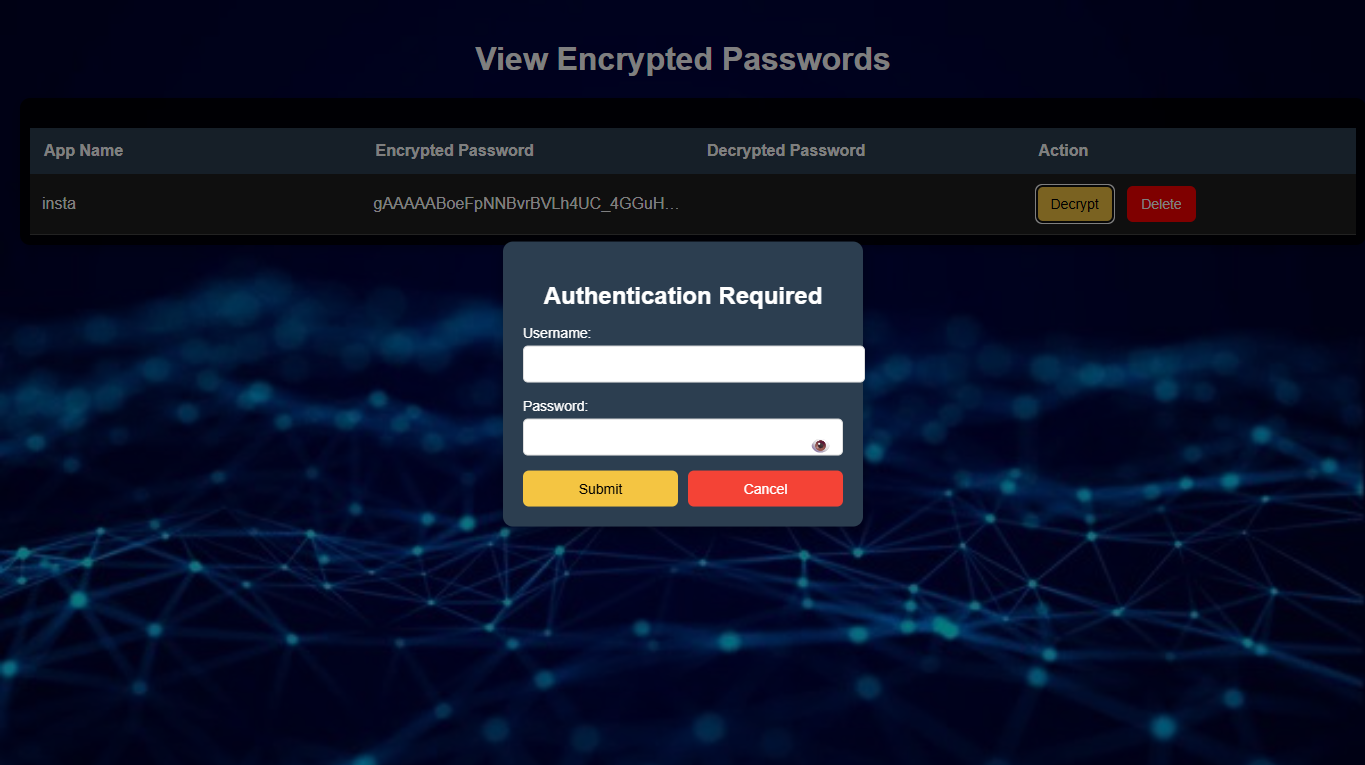 View Encrypted Passwords
App Name Encrypted Password Decrypted Password Action
insta gAAAAABoeFpNNBvrBVLh4UC_4GGuH... Decrypt Delete
Authentication Required
Username:
Password:
Submit Cancel